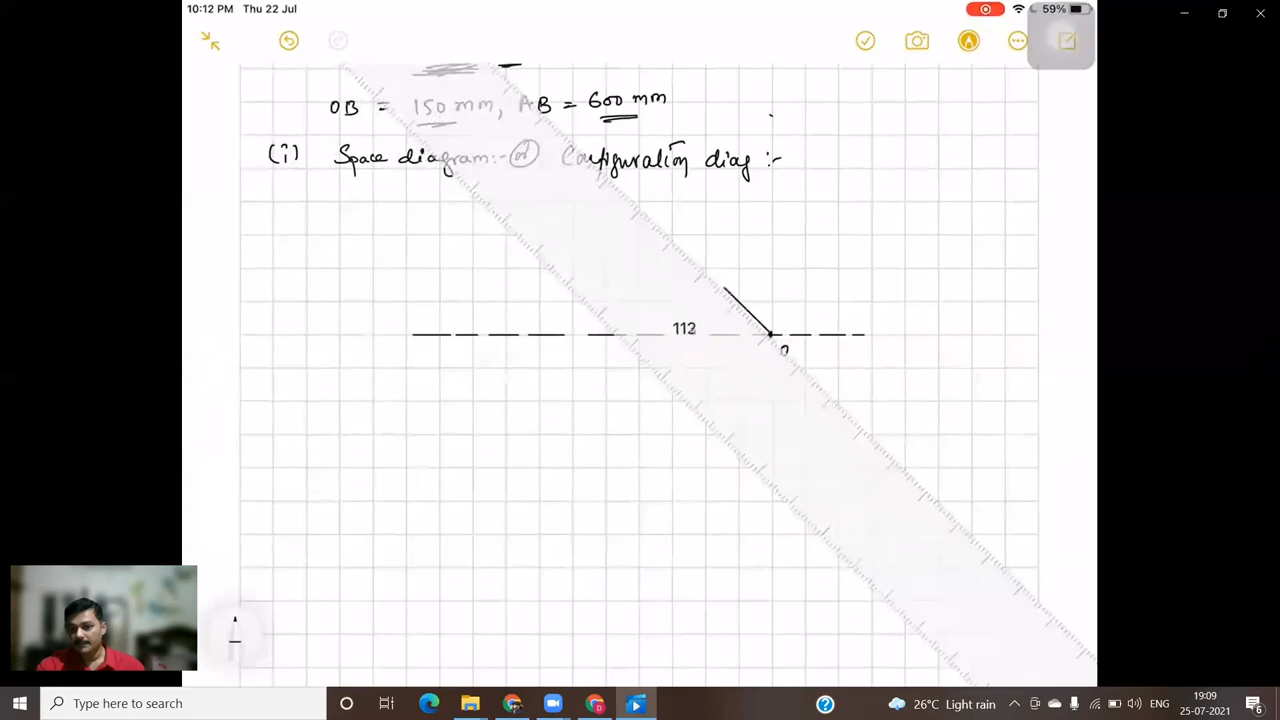 10:12 PM Thu 22 Jul 59%
OB = 150 mm, AB = 600 mm
(i) Space diagram:- or Configuration diag :-
112
O
Type here to search
26°C Light rain
ENG
19:09
25-07-2021
6